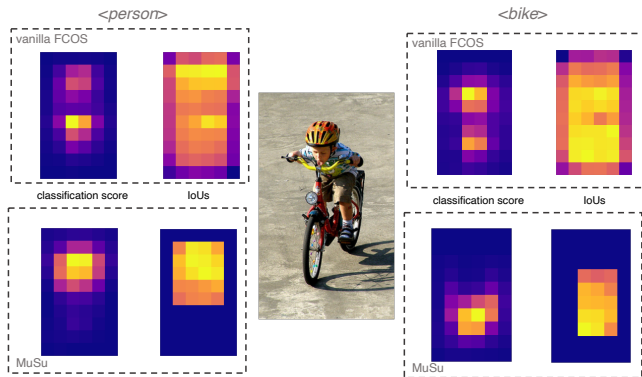 <person>
<bike>
vanilla FCOS
vanilla FCOS
classification score
IoUs
classification score
IoUs
MuSu
MuSu